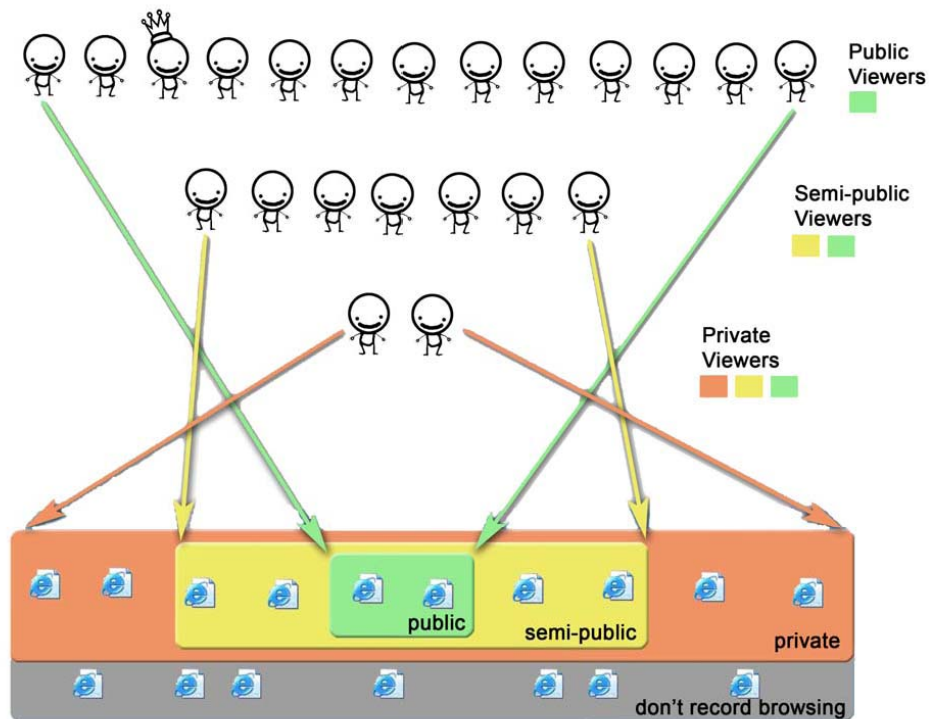 Public
Viewers
Semi-public
Viewers
Private
Viewers
public
semi-public
private
don't record browsing